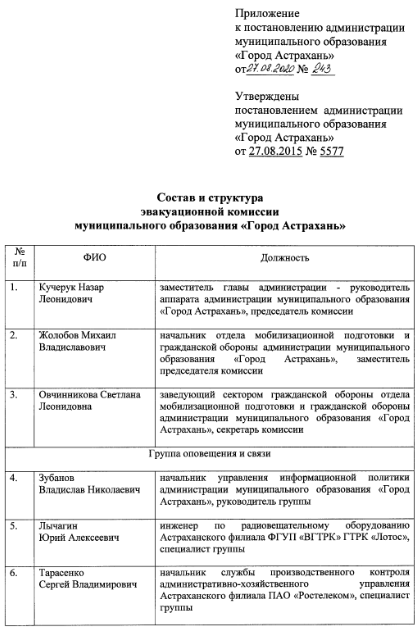 Приложение
к постановлению администрации
муниципального образования
«Город Астрахань»
от 27.08.2020 № 243
Утверждены
постановлением администрации
муниципального образования
«Город Астрахань»
от 27.08.2015 № 5577
Состав и структура
эвакуационной комиссии
муниципального образования «Город Астрахань»
№
п/п
ФИО
Должность
1.
Кучерук Назар
Леонидович
заместитель главы администрации - руководитель
аппарата администрации муниципального образования
«Город Астрахань», председатель комиссии
2.
Жолобов Михаил
Владиславович
начальник отдела мобилизационной подготовки и
гражданской обороны администрации муниципального
образования «Город Астрахань», заместитель
председателя комиссии
3.
Овчинникова Светлана
Леонидовна
заведующий сектором гражданской обороны отдела
мобилизационной подготовки и гражданской обороны
администрации муниципального образования «Город
Астрахань», секретарь комиссии
Группа оповещения и связи
4.
Зубанов
Владислав Николаевич
начальник управления информационной политики
администрации муниципального образования «Город
Астрахань», руководитель группы
5.
Лычагин
Юрий Алексеевич
инженер по радиовещательному оборудованию
Астраханского филиала ФГУП «ВГТРК» ГТРК «Лотос»,
специалист группы
6.
Тарасенко
Сергей Владимирович
начальник службы производственного контроля
административно-хозяйственного управления
Астраханского филиала ПАО «Ростелеком», специалист
группы